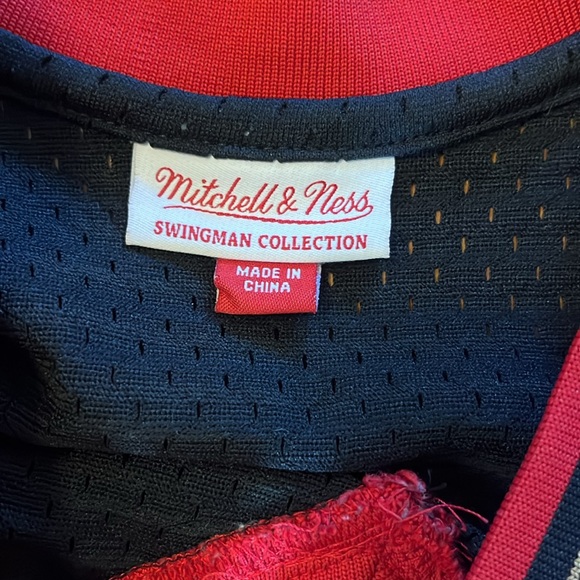 Mitchell & Ness
SWINGMAN COLLECTION
MADE IN
CHINA